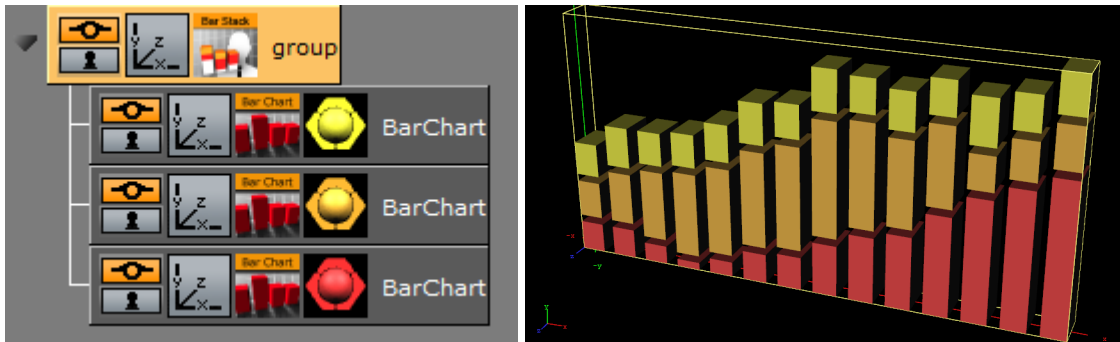 Bar Stack
group
y z
x
Bar Chart
BarChart
y z
x
Bar Chart
BarChart
y z
x
Bar Chart
BarChart
y z
x
-x
z
-y
x
y
z
x